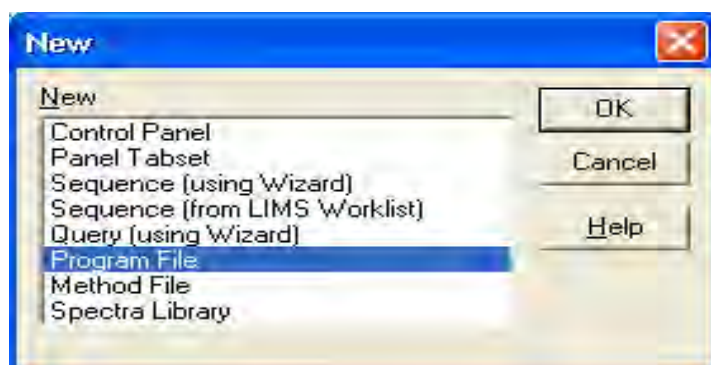 New
New
Control Panel
Panel Tabset
Sequence (using Wizard)
Sequence (from LIMS Worklist)
Query (using Wizard)
Program File
Method File
Spectra Library
OK
Cancel
Help